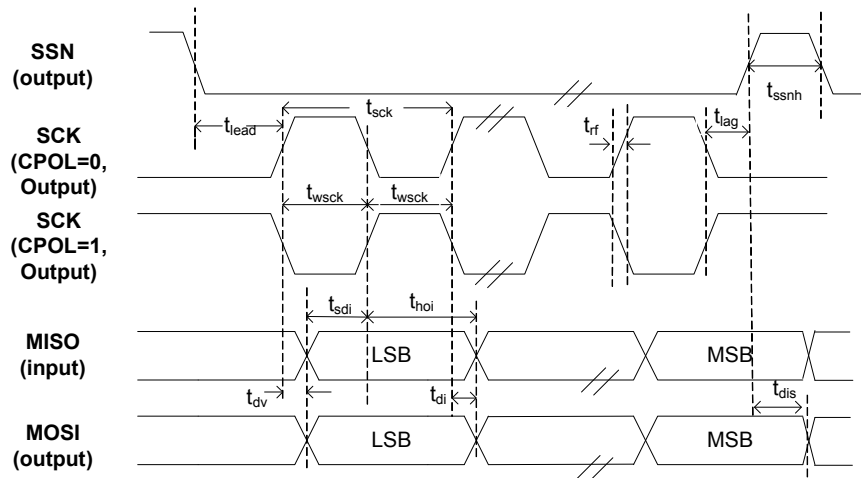 SSN
(output)
t_ssnh
t_sck
t_lead
t_rf
t_lag
SCK
(CPOL=0,
Output)
t_wsck
t_wsck
SCK
(CPOL=1,
Output)
t_sdi
t_hoi
MISO
(input)
LSB
MSB
t_dv
t_di
t_dis
MOSI
(output)
LSB
MSB